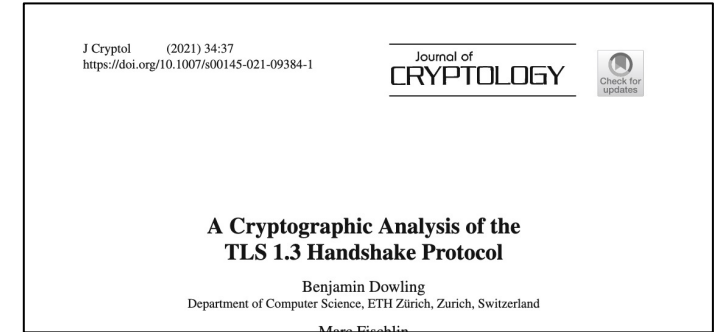 J Cryptol (2021) 34:37
https://doi.org/10.1007/s00145-021-09384-1
Journal of
CRYPTOLOGY
Check for
updates
A Cryptographic Analysis of the
TLS 1.3 Handshake Protocol
Benjamin Dowling
Department of Computer Science, ETH Zürich, Zurich, Switzerland
Marc Fischlin